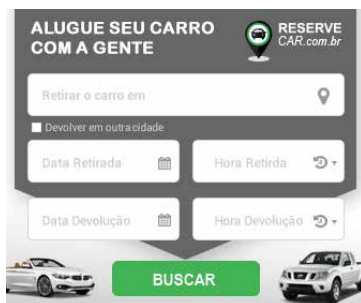 ALUGUE SEU CARRO
COM A GENTE
RESERVE
CAR.com.br
Retirar o carro em
Devolver em outra cidade
Data Retirada
Hora Retirda
Data Devolução
Hora Devolução
BUSCAR